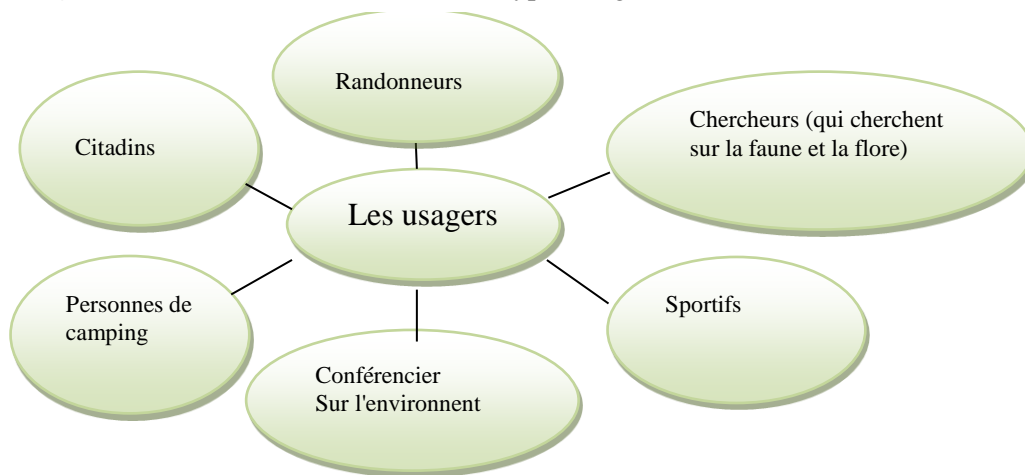 Randonneurs
Chercheurs (qui cherchent
sur la faune et la flore)
Citadins
Les usagers
Personnes de
camping
Sportifs
Conférencier
Sur l'environnent